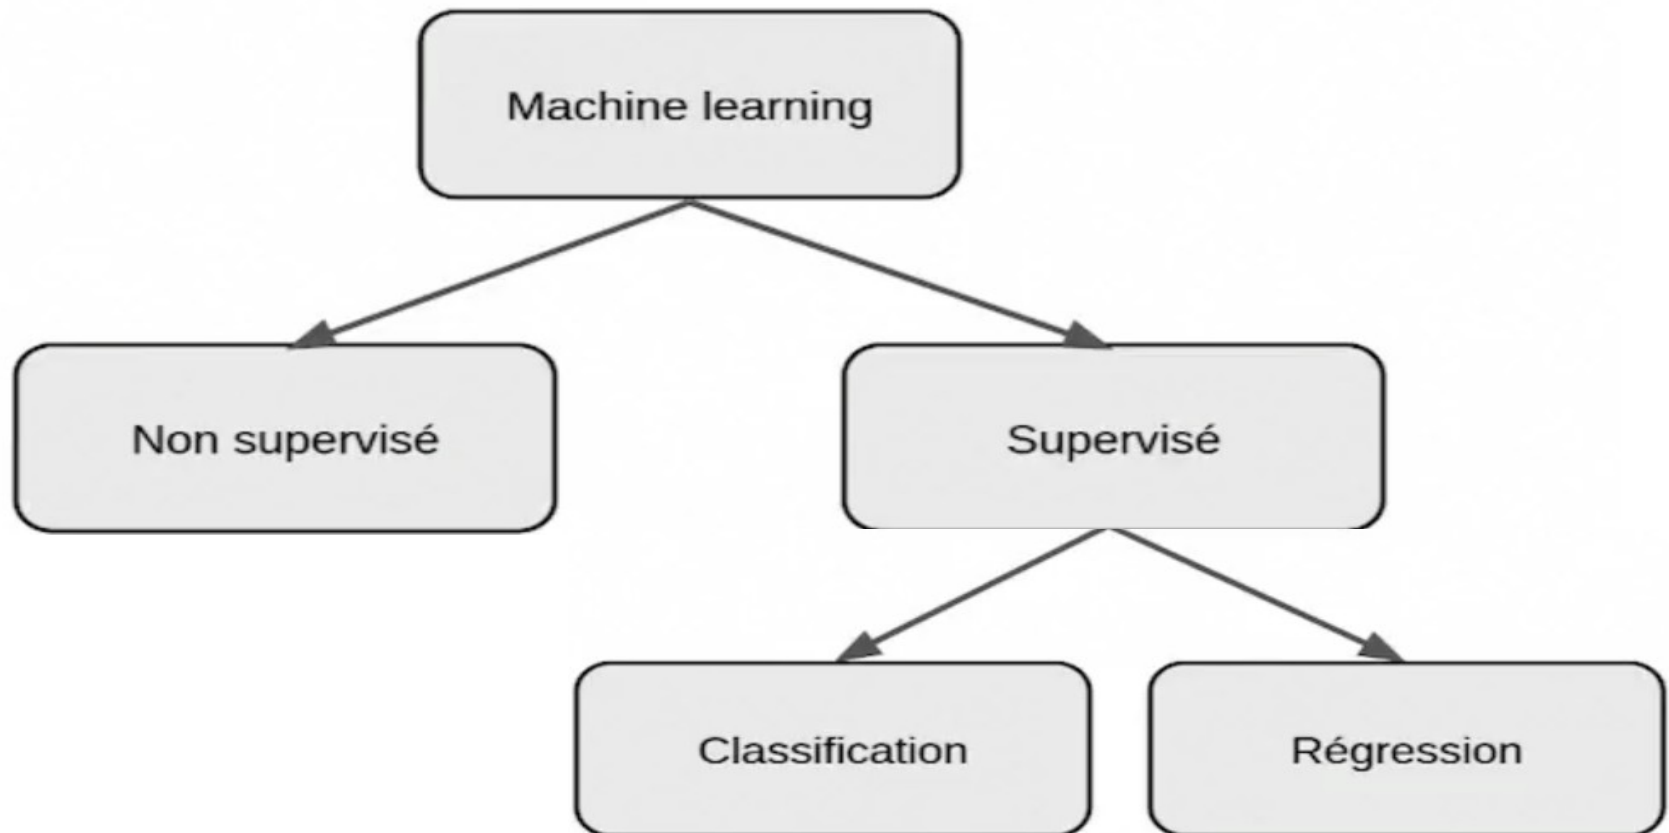 Machine learning
Non supervisé
Supervisé
Classification
Régression